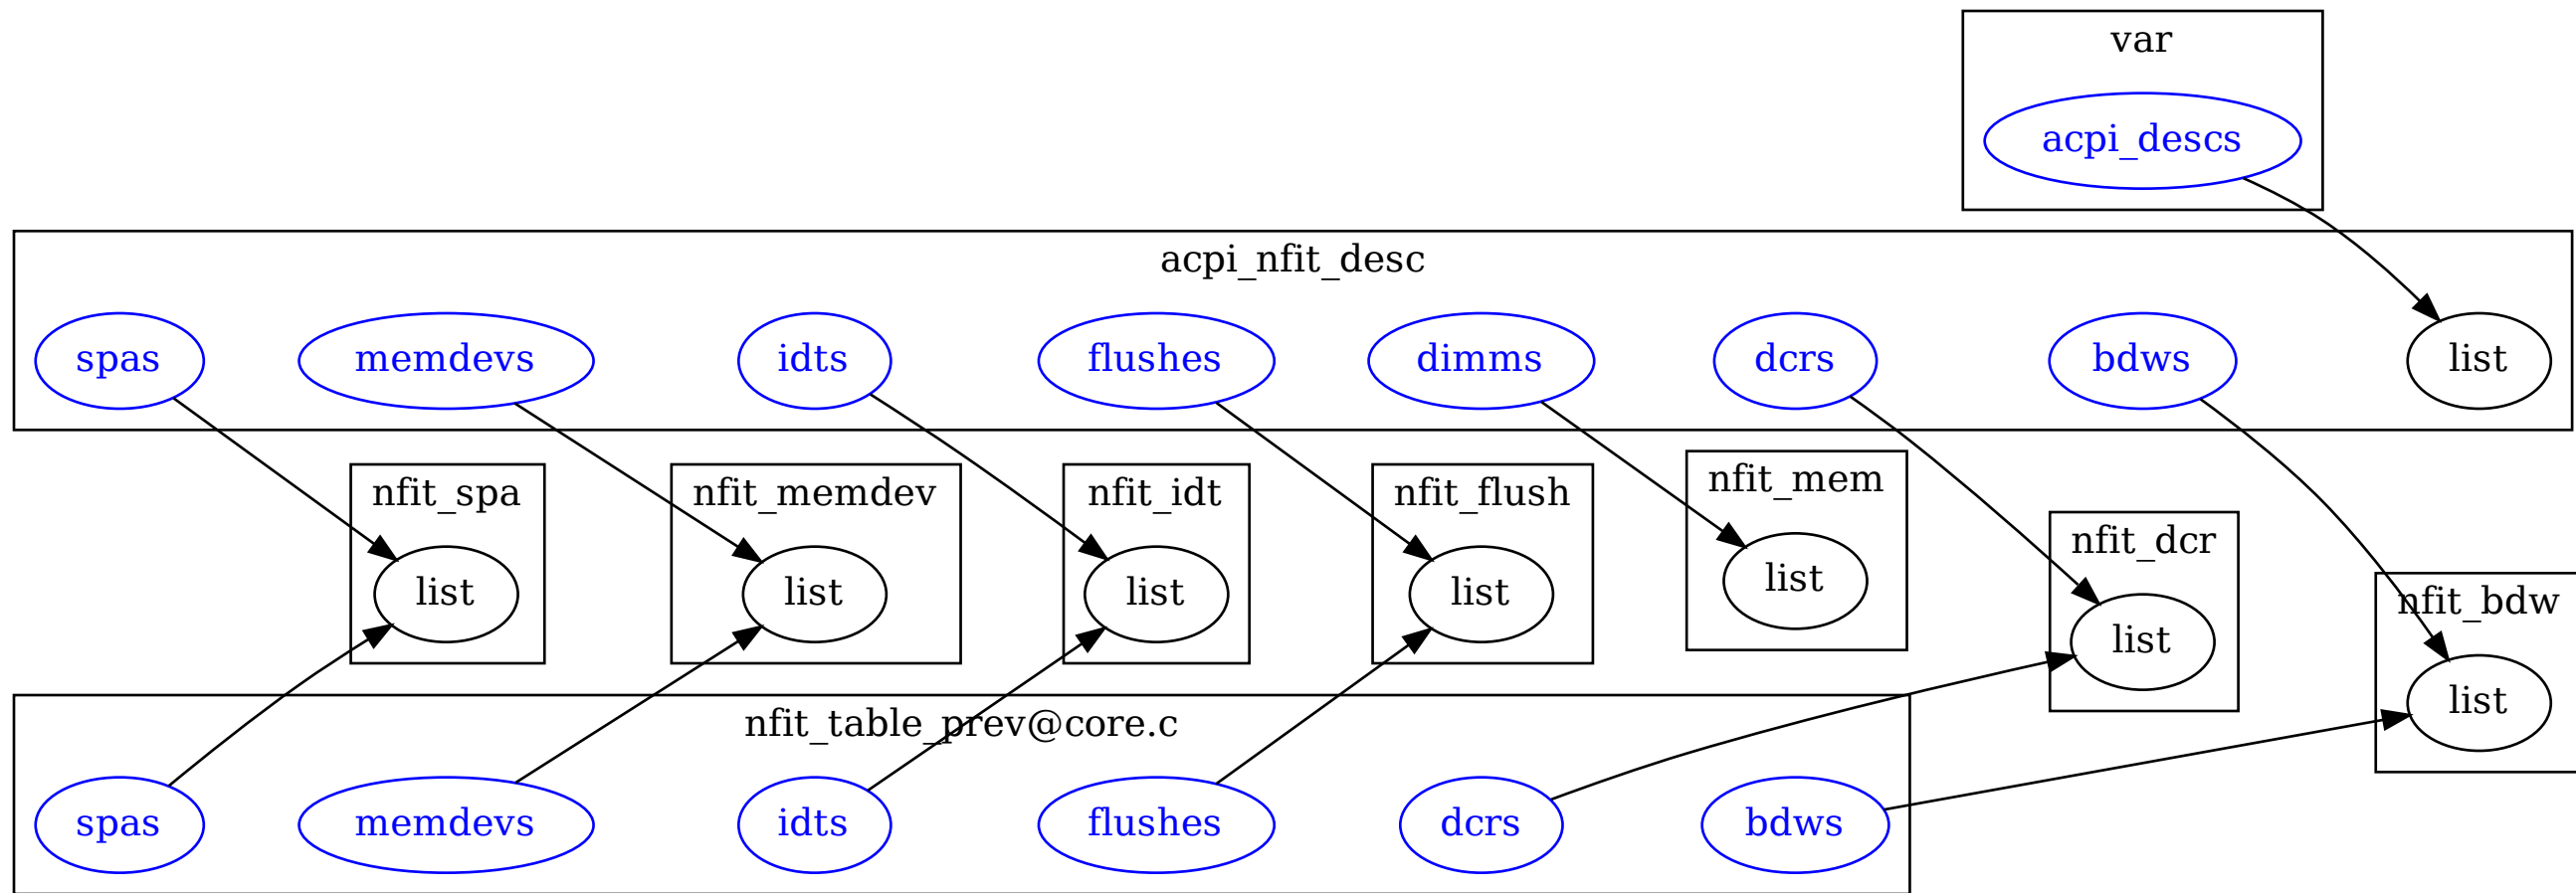 var
acpi_descs
acpi_nfit_desc
spas
memdevs
idts
flushes
dimms
dcrs
bdws
list
nfit_spa
list
nfit_memdev
list
nfit_idt
list
nfit_flush
list
nfit_mem
list
nfit_dcr
list
nfit_bdw
list
nfit_table_prev@core.c
spas
memdevs
idts
flushes
dcrs
bdws